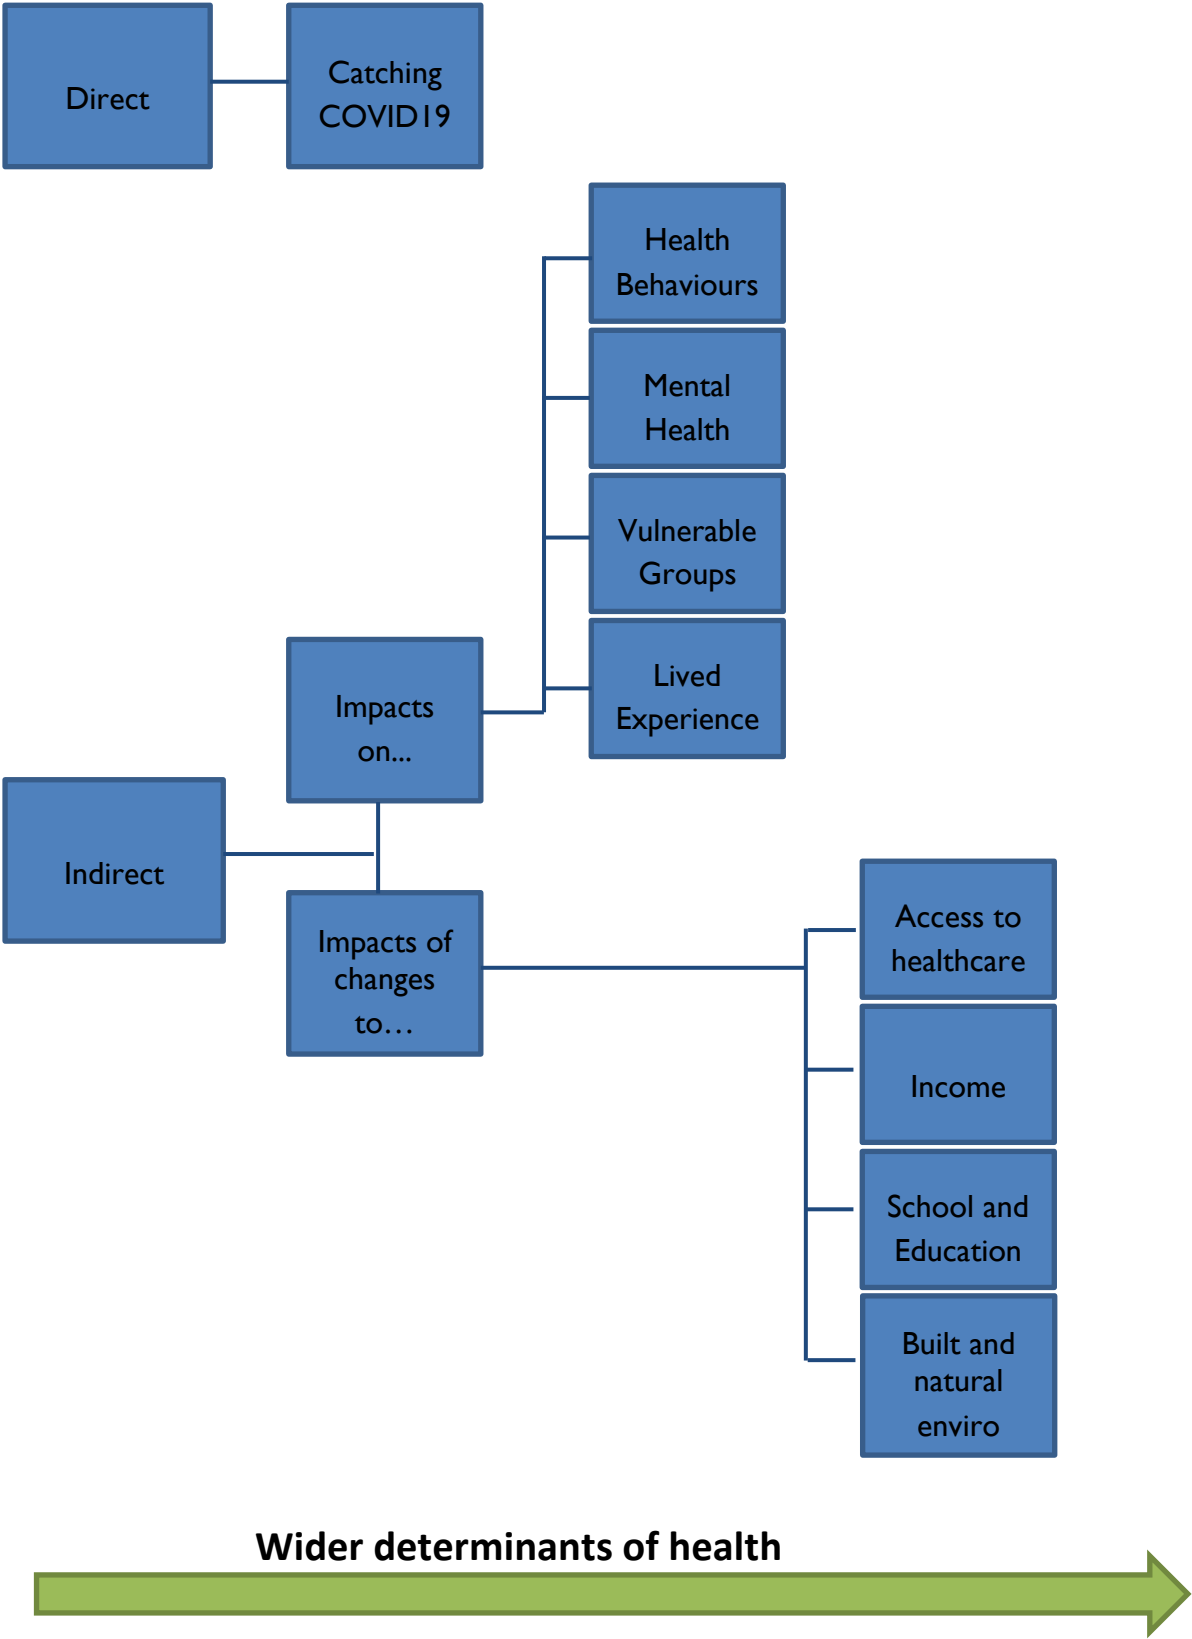 Direct
Catching
COVID19
Health
Behaviours
Mental
Health
Vulnerable
Groups
Lived
Experience
Impacts
on...
Indirect
Impacts of
changes
to...
Access to
healthcare
Income
School and
Education
Built and
natural
enviro
Wider determinants of health